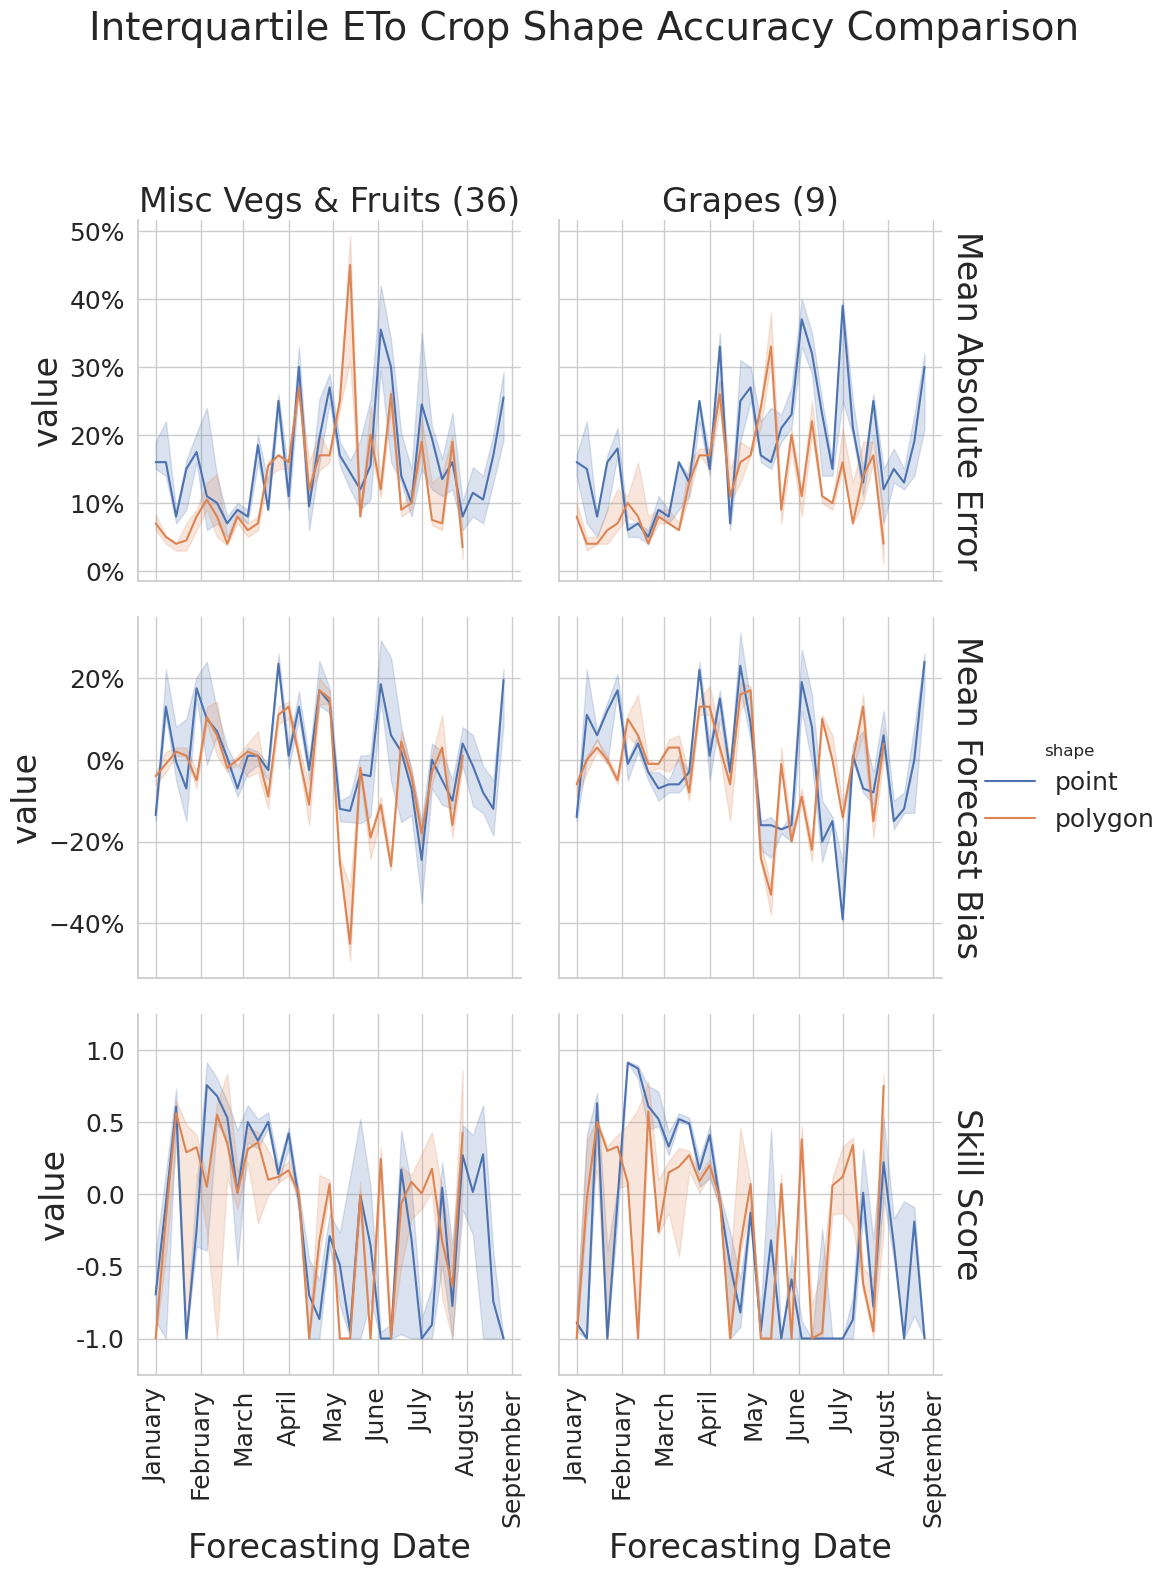 Interquartile ETo Crop Shape Accuracy Comparison
Misc Vegs & Fruits (36)
Grapes (9)
50%
40%
30%
20%
10%
0%
value
Mean Absolute Error
20%
0%
−20%
−40%
value
Mean Forecast Bias
shape
point
polygon
1.0
0.5
0.0
-0.5
-1.0
value
Skill Score
January
February
March
April
May
June
July
August
September
January
February
March
April
May
June
July
August
September
Forecasting Date
Forecasting Date